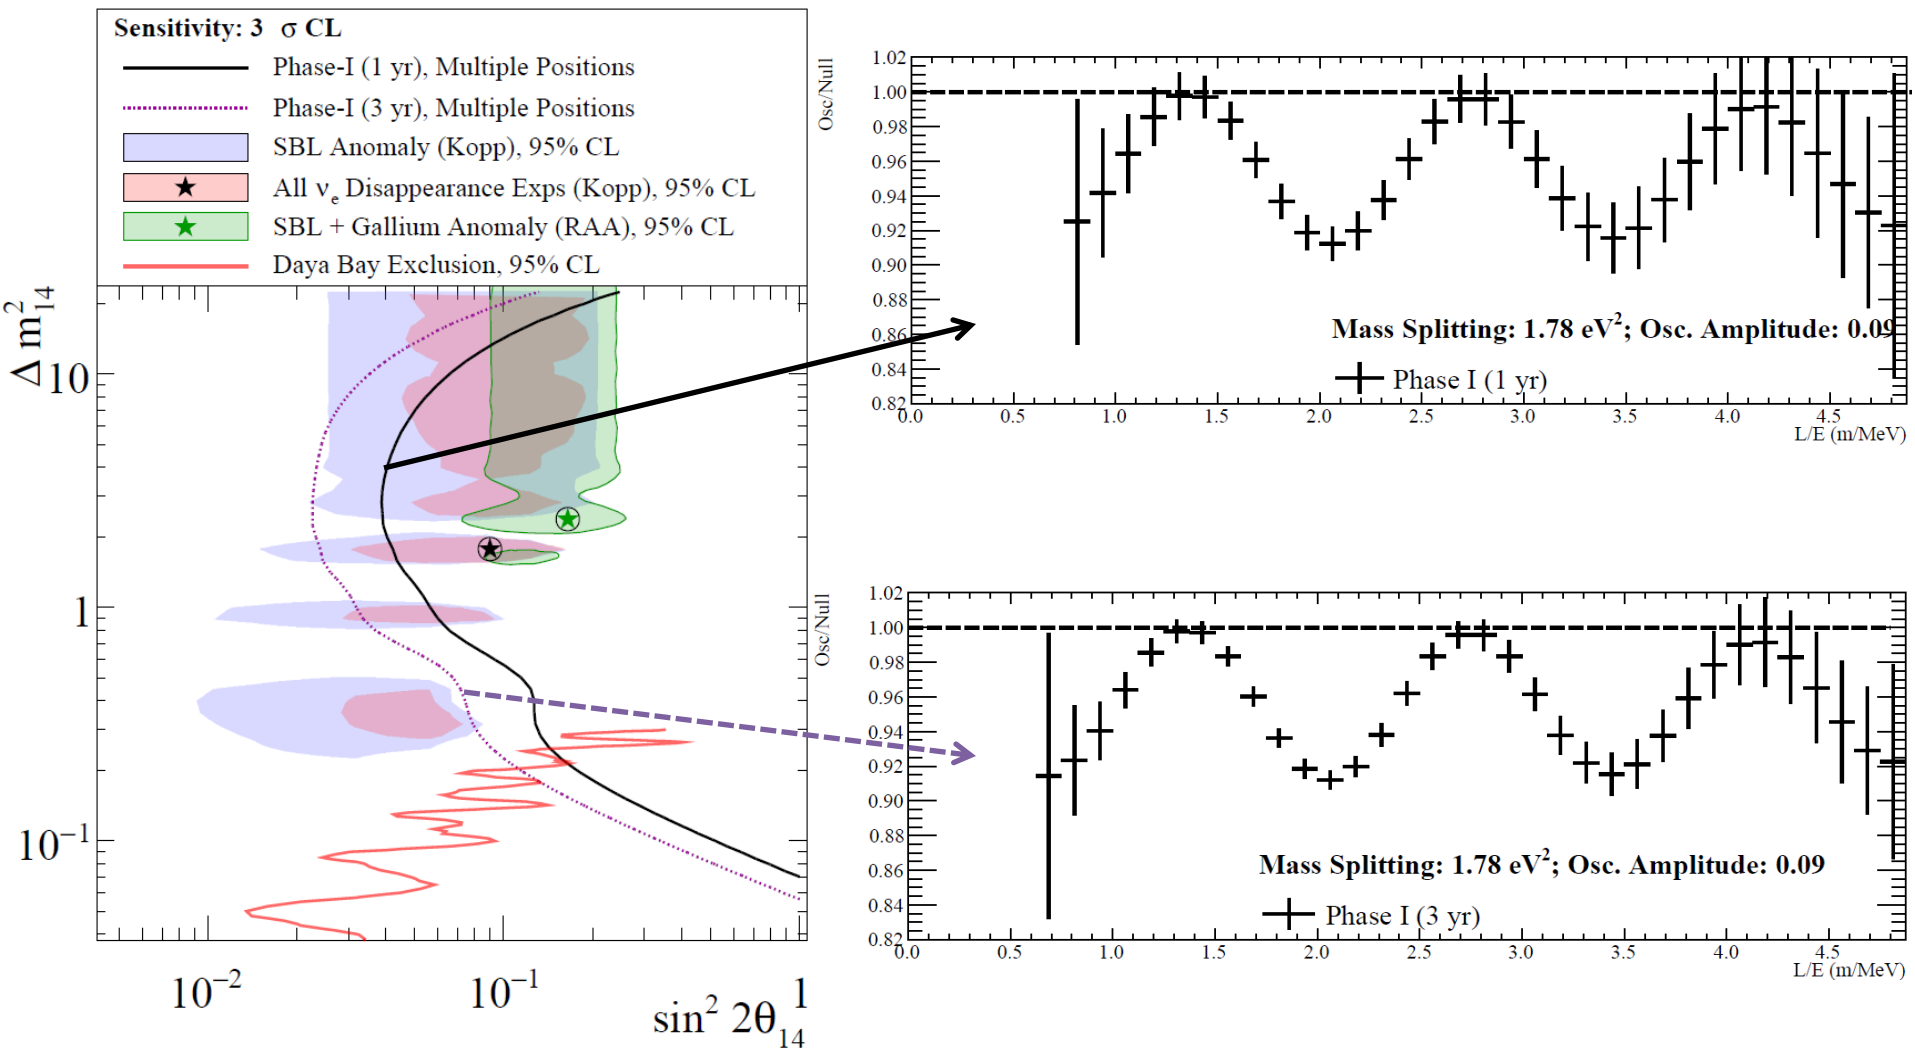 Sensitivity: 3 σ CL
Phase-I (1 yr), Multiple Positions
Phase-I (3 yr), Multiple Positions
SBL Anomaly (Kopp), 95% CL
All νe Disappearance Exps (Kopp), 95% CL
SBL + Gallium Anomaly (RAA), 95% CL
Daya Bay Exclusion, 95% CL
Δ m²14
10
1
10⁻¹
10⁻² 10⁻¹ 1
sin² 2θ14
Osc/Null
1.02
1.00
0.98
0.96
0.94
0.92
0.90
0.88
0.86
0.84
0.82
Mass Splitting: 1.78 eV²; Osc. Amplitude: 0.09
Phase I (1 yr)
0.0 0.5 1.0 1.5 2.0 2.5 3.0 3.5 4.0 4.5
L/E (m/MeV)
Osc/Null
1.02
1.00
0.98
0.96
0.94
0.92
0.90
0.88
0.86
0.84
0.82
Mass Splitting: 1.78 eV²; Osc. Amplitude: 0.09
Phase I (3 yr)
0.0 0.5 1.0 1.5 2.0 2.5 3.0 3.5 4.0 4.5
L/E (m/MeV)